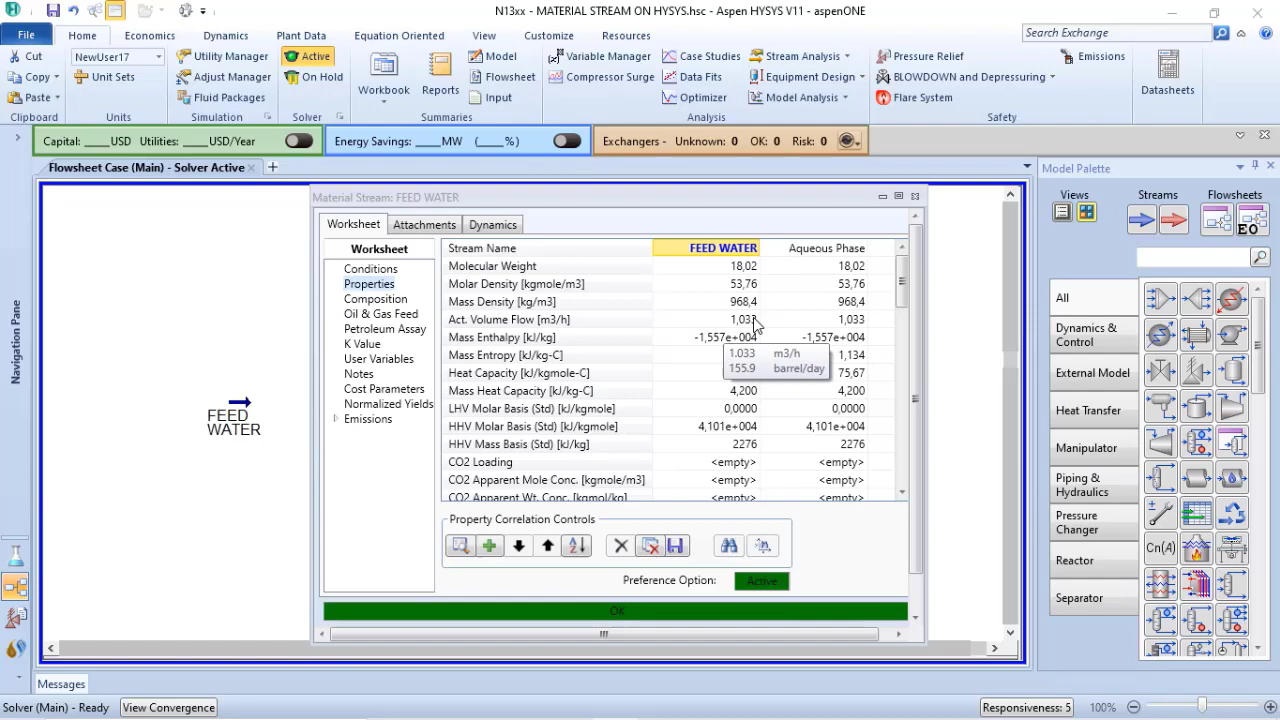 N13xx - MATERIAL STREAM ON HYSYS.hsc - Aspen HYSYS V11 - aspenONE
File Home Economics Dynamics Plant Data Equation Oriented View Customize Resources Search Exchange
Cut NewUser17 Utility Manager Active Model Variable Manager Case Studies Stream Analysis Pressure Relief Emissions
Copy Unit Sets Adjust Manager On Hold Workbook Reports Flowsheet Compressor Surge Data Fits Equipment Design BLOWDOWN and Depressuring Datasheets
Paste Fluid Packages Input Optimizer Model Analysis Flare System
Clipboard Units Simulation Solver Summaries Analysis Safety
Capital: ____USD Utilities: ____USD/Year Energy Savings: ____MW (____%) Exchangers - Unknown: 0 OK: 0 Risk: 0
Flowsheet Case (Main) - Solver Active Model Palette
Navigation Pane
Views Streams Flowsheets
EO
Material Stream: FEED WATER
Worksheet Attachments Dynamics
Worksheet
Conditions
Properties
Composition
Oil & Gas Feed
Petroleum Assay
K Value
User Variables
Notes
Cost Parameters
Normalized Yields
Emissions
Stream Name FEED WATER Aqueous Phase
Molecular Weight 18,02 18,02
Molar Density [kgmole/m3] 53,76 53,76
Mass Density [kg/m3] 968,4 968,4
Act. Volume Flow [m3/h] 1,033 1,033
Mass Enthalpy [kJ/kg] -1,557e+004 -1,557e+004
Mass Entropy [kJ/kg-C] 1,134
Heat Capacity [kJ/kgmole-C] 75,67
Mass Heat Capacity [kJ/kg-C] 4,200 4,200
LHV Molar Basis (Std) [kJ/kgmole] 0,0000 0,0000
HHV Molar Basis (Std) [kJ/kgmole] 4,101e+004 4,101e+004
HHV Mass Basis (Std) [kJ/kg] 2276 2276
CO2 Loading <empty> <empty>
CO2 Apparent Mole Conc. [kgmole/m3] <empty> <empty>
CO2 Apparent Wt. Conc. [kgmol/kg] <empty> <empty>
1.033 m3/h
155.9 barrel/day
Property Correlation Controls
Preference Option: Active
OK
FEED
WATER
All
Dynamics &
Control
External Model
Heat Transfer
Manipulator
Piping &
Hydraulics
Pressure
Changer
Reactor
Separator
Cn(A)
Messages
Solver (Main) - Ready View Convergence Responsiveness: 5 100%